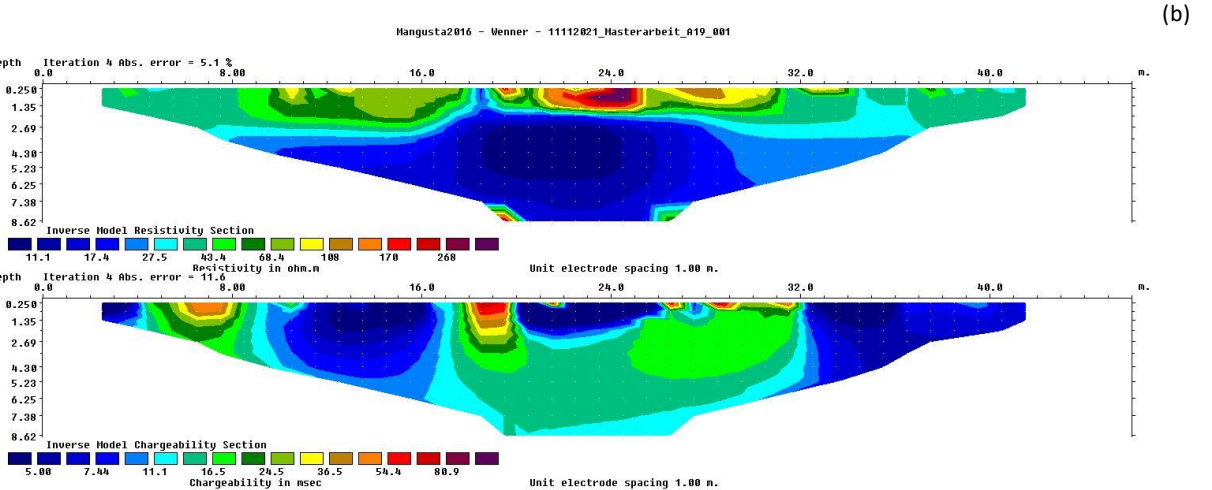 (b)
Mangusta2016 - Wenner - 11112021_Masterarbeit_A19_001
epth Iteration 4 Abs. error = 5.1 %
0.0 8.00 16.0 24.0 32.0 40.0 m.
0.250
1.35
2.69
4.30
5.23
6.25
7.38
8.62
Inverse Model Resistivity Section
11.1 17.4 27.5 43.4 68.4 108 170 268
Resistivity in ohm.m Unit electrode spacing 1.00 m.
epth Iteration 4 Abs. error = 11.6
0.0 8.00 16.0 24.0 32.0 40.0 m.
0.250
1.35
2.69
4.30
5.23
6.25
7.38
8.62
Inverse Model Chargeability Section
5.00 7.44 11.1 16.5 24.5 36.5 54.4 80.9
Chargeability in msec Unit electrode spacing 1.00 m.